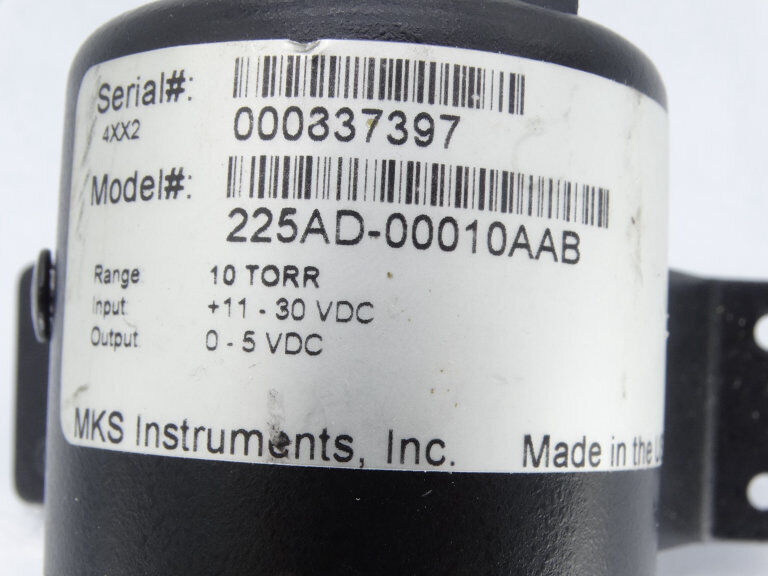 Serial#:
4XX2
000837397
Model#:
225AD-00010AAB
Range: 10 TORR
Input: +11 - 30 VDC
Output: 0 - 5 VDC
MKS Instruments, Inc. Made in the